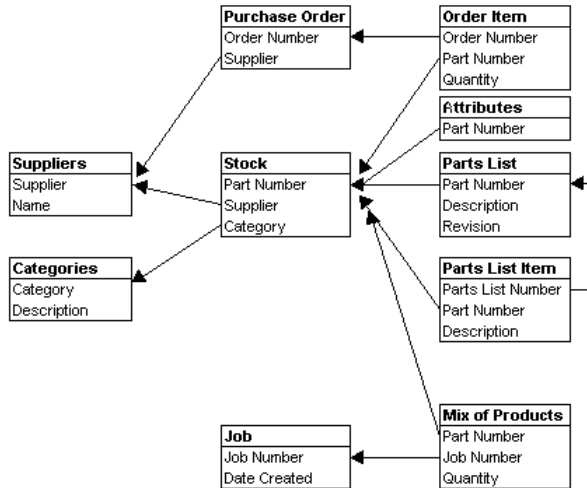 Purchase Order
Order Number
Supplier
Order Item
Order Number
Part Number
Quantity
Attributes
Part Number
Suppliers
Supplier
Name
Stock
Part Number
Supplier
Category
Parts List
Part Number
Description
Revision
Categories
Category
Description
Parts List Item
Parts List Number
Part Number
Description
Job
Job Number
Date Created
Mix of Products
Part Number
Job Number
Quantity